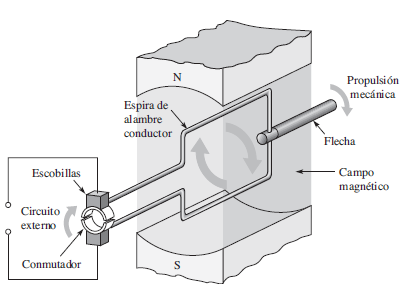 N
Propulsión
mecánica
Espira de
alambre
conductor
Flecha
Escobillas
Campo
magnético
Circuito
externo
Conmutador
S